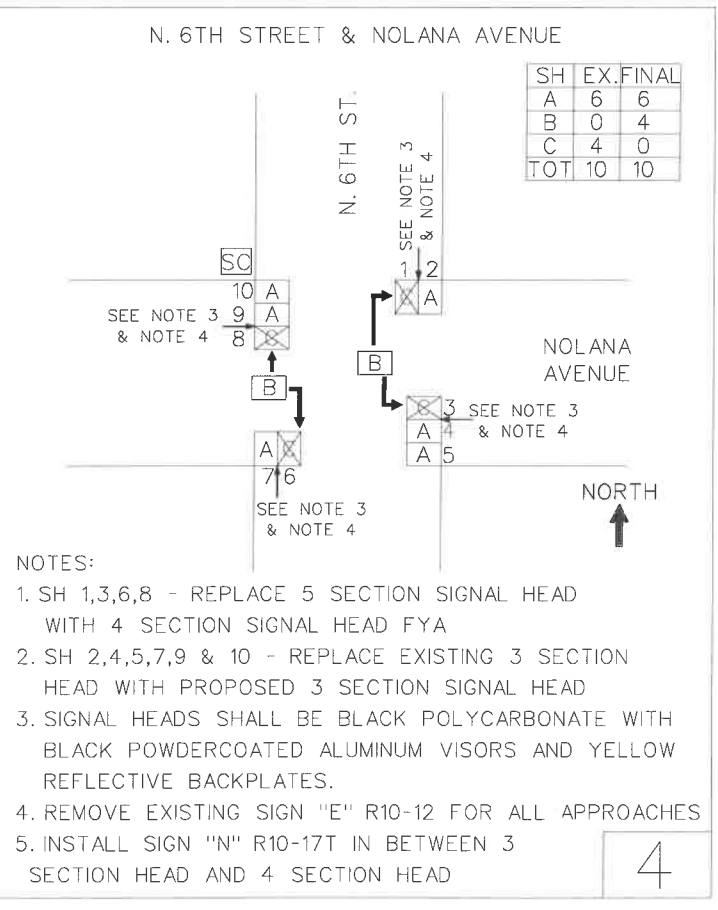 N. 6TH STREET & NOLANA AVENUE
SH EX. FINAL
A 6 6
B 0 4
C 4 0
TOT 10 10
N. 6TH ST.
SEE NOTE 3
& NOTE 4
1 2
C A
SC
10 A
9 A
8 C
SEE NOTE 3
& NOTE 4
B
B
NOLANA
AVENUE
C 3
A 4
A 5
SEE NOTE 3
& NOTE 4
A C
7 6
SEE NOTE 3
& NOTE 4
NORTH
NOTES:
1. SH 1,3,6,8 - REPLACE 5 SECTION SIGNAL HEAD
WITH 4 SECTION SIGNAL HEAD FYA
2. SH 2,4,5,7,9 & 10 - REPLACE EXISTING 3 SECTION
HEAD WITH PROPOSED 3 SECTION SIGNAL HEAD
3. SIGNAL HEADS SHALL BE BLACK POLYCARBONATE WITH
BLACK POWDERCOATED ALUMINUM VISORS AND YELLOW
REFLECTIVE BACKPLATES.
4. REMOVE EXISTING SIGN "E" R10-12 FOR ALL APPROACHES
5. INSTALL SIGN "N" R10-17T IN BETWEEN 3
SECTION HEAD AND 4 SECTION HEAD
4